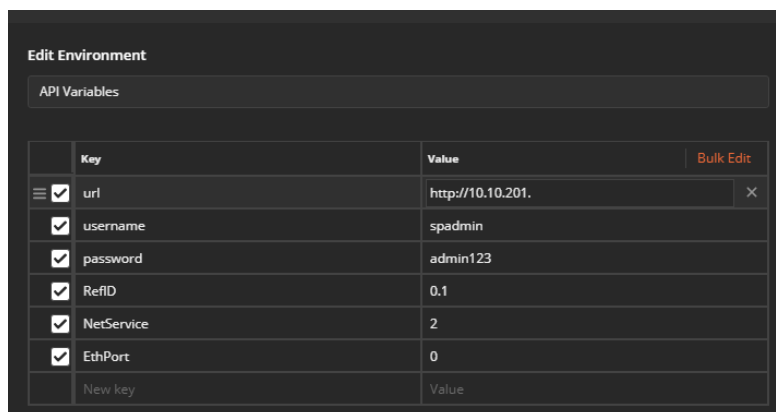 Edit Environment
API Variables
Key Value Bulk Edit
url http://10.10.201.
username spadmin
password admin123
RefID 0.1
NetService 2
EthPort 0
New key Value